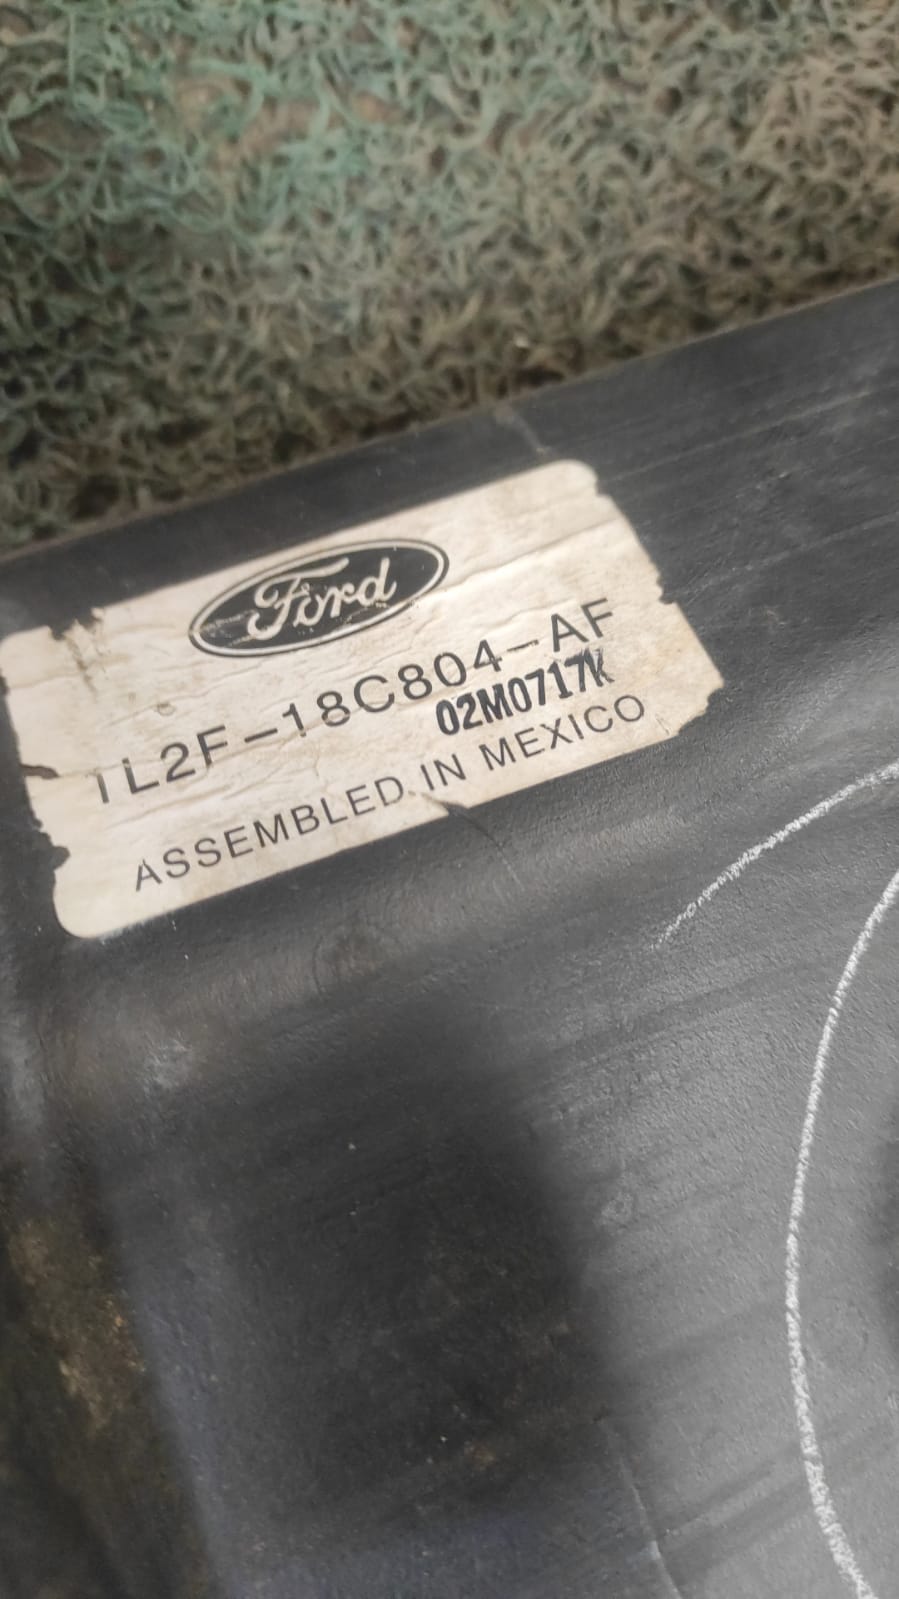 Ford
1L2F-18C804-AF
02M0717K
ASSEMBLED IN MEXICO